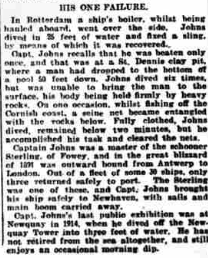 HIS ONE FAILURE.
In Rotterdam a ship's boiler, whilst being
hauled aboard, went over the side. Johns
dived in 25 feet of water and fixed a sling,
by means of which it was recovered.
Capt. Johns recalls that he was beaten only
once, and that was at a St. Dennis clay pit,
where a man had dropped to the bottom of
a pool 50 feet down. Johns dived six times,
but was unable to bring the man to the
surface, his body being held firmly by heavy
rocks. On one occasion, whilst fishing off the
Cornish coast, a seine net became entangled
with the rocks below. Fully clothed, Johns
dived, remained below two minutes, but he
accomplished his task and cleared the nets.
Captain Johns was a master of the schooner
Sterling, of Fowey, and in the great blizzard
of 1891 was outward bound from Antwerp to
London. Out of a fleet of some 30 ships, only
three returned safely to port. The Sterling
was one of these, and Capt. Johns brought
his ship safely to Newhaven, with sails and
main boom carried away.
Capt. Johns's last public exhibition was at
Newquay in 1914, when he dived off the New-
quay Tower into three feet of water. He has
not retired from the sea altogether, and still
enjoys an occasional morning dip.